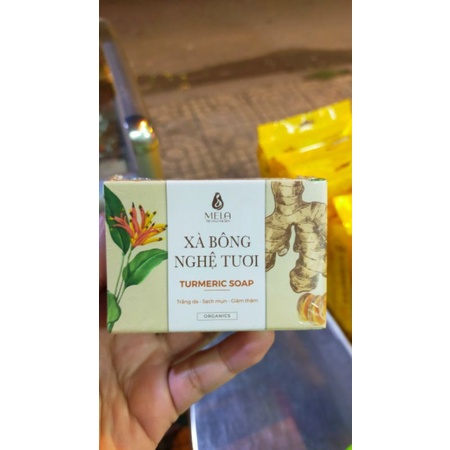 MELA
XÀ BÔNG
NGHỆ TƯƠI
TURMERIC SOAP
Trắng da - Sạch mụn - Giảm thâm
ORGANICS